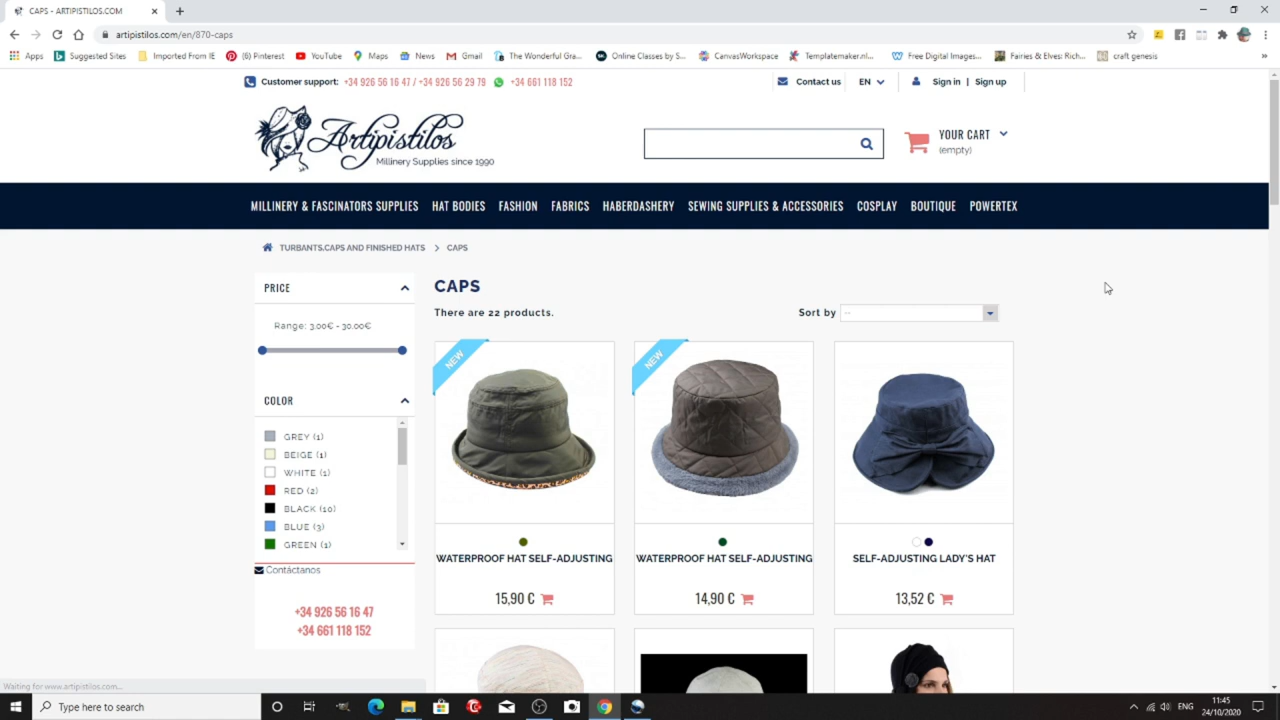 CAPS - ARTIPISTILOS.COM
artipistilos.com/en/870-caps
Apps Suggested Sites Imported From IE (6) Pinterest YouTube Maps News Gmail The Wonderful Gra... Online Classes by S... CanvasWorkspace Templatemaker.nl... Free Digital Images... Fairies & Elves: Rich... craft genesis
Customer support: +34 926 56 16 47 / +34 926 56 29 79 +34 661 118 152 Contact us EN Sign in | Sign up
Artipistilos
Millinery Supplies since 1990
YOUR CART
(empty)
MILLINERY & FASCINATORS SUPPLIES HAT BODIES FASHION FABRICS HABERDASHERY SEWING SUPPLIES & ACCESSORIES COSPLAY BOUTIQUE POWERTEX
TURBANTS,CAPS AND FINISHED HATS > CAPS
PRICE
Range: 3.00€ - 30.00€
COLOR
GREY (1)
BEIGE (1)
WHITE (1)
RED (2)
BLACK (10)
BLUE (3)
GREEN (1)
Contáctanos
+34 926 56 16 47
+34 661 118 152
CAPS
There are 22 products.
Sort by --
NEW
NEW
WATERPROOF HAT SELF-ADJUSTING
15,90 €
WATERPROOF HAT SELF-ADJUSTING
14,90 €
SELF-ADJUSTING LADY'S HAT
13,52 €
Waiting for www.artipistilos.com...
Type here to search
ENG
11:45
24/10/2020